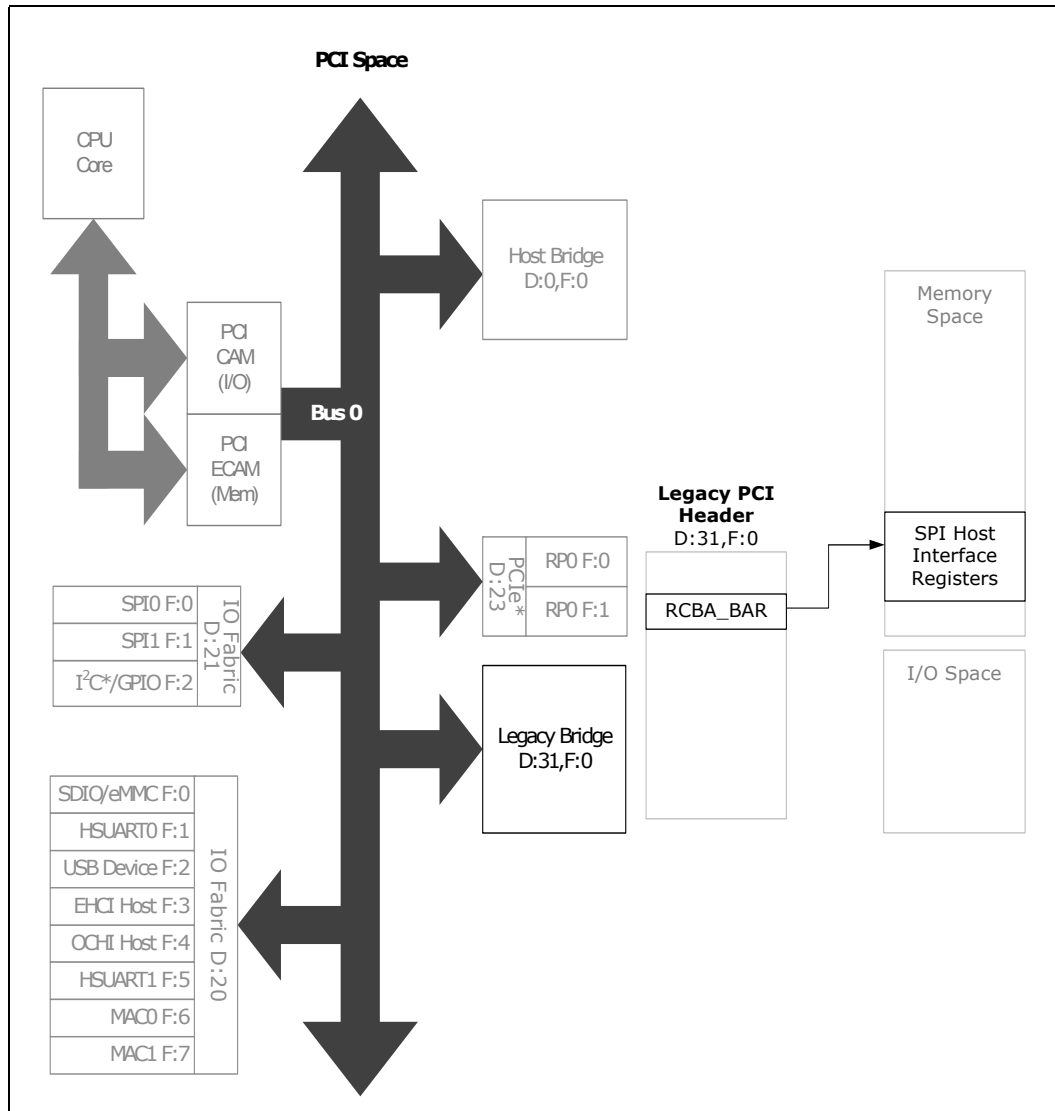 PCI Space
CPU
Core
Host Bridge
D:0,F:0
Memory
Space
PCI
CAM
(I/O)
Bus 0
PCI
ECAM
(Mem)
Legacy PCI
Header
D:31,F:0
SPI Host
Interface
Registers
PCIe*
D:23
RP0 F:0
RP0 F:1
RCBA_BAR
SPI0 F:0
SPI1 F:1
I²C*/GPIO F:2
IO Fabric
D:21
I/O Space
Legacy Bridge
D:31,F:0
SDIO/eMMC F:0
HSUART0 F:1
USB Device F:2
EHCI Host F:3
OCHI Host F:4
HSUART1 F:5
MAC0 F:6
MAC1 F:7
IO Fabric D:20